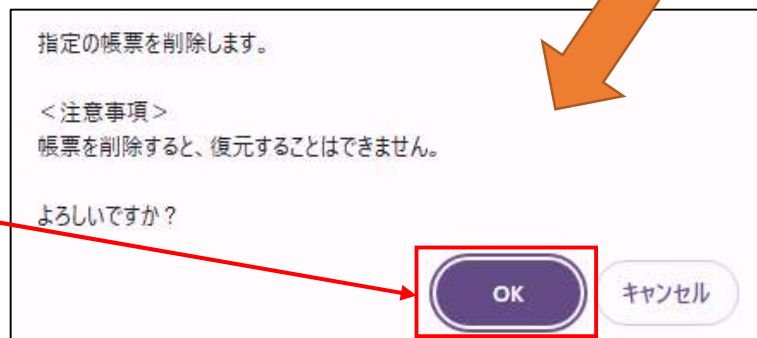 指定の帳票を削除します。
＜注意事項＞
帳票を削除すると、復元することはできません。
よろしいですか？
OK
キャンセル